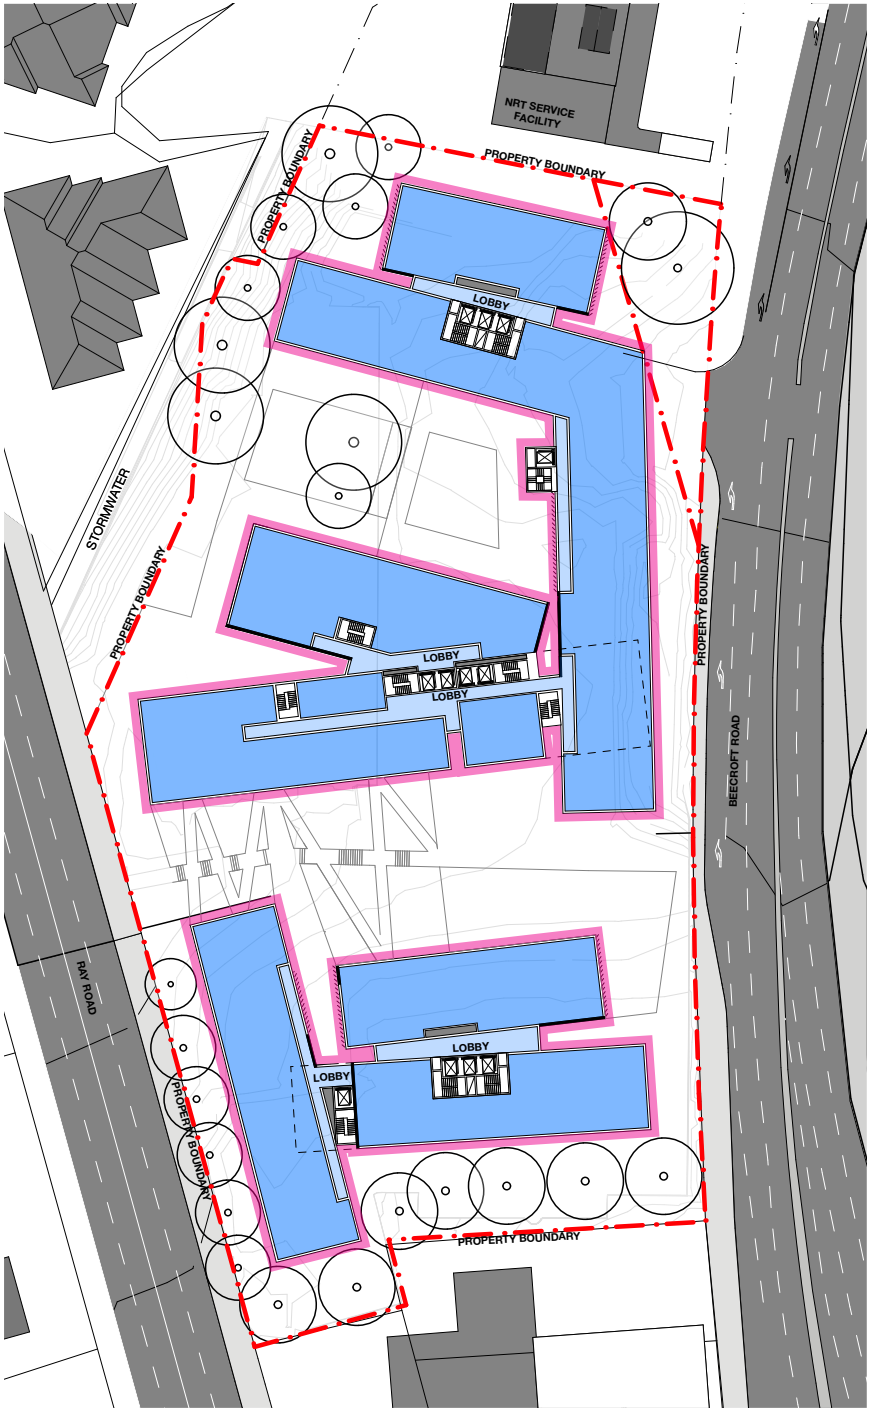 NRT SERVICE
FACILITY
PROPERTY BOUNDARY
PROPERTY BOUNDARY
LOBBY
STORMWATER
PROPERTY BOUNDARY
PROPERTY BOUNDARY
LOBBY
LOBBY
BEECROFT ROAD
RAY ROAD
LOBBY
LOBBY
PROPERTY BOUNDARY
PROPERTY BOUNDARY